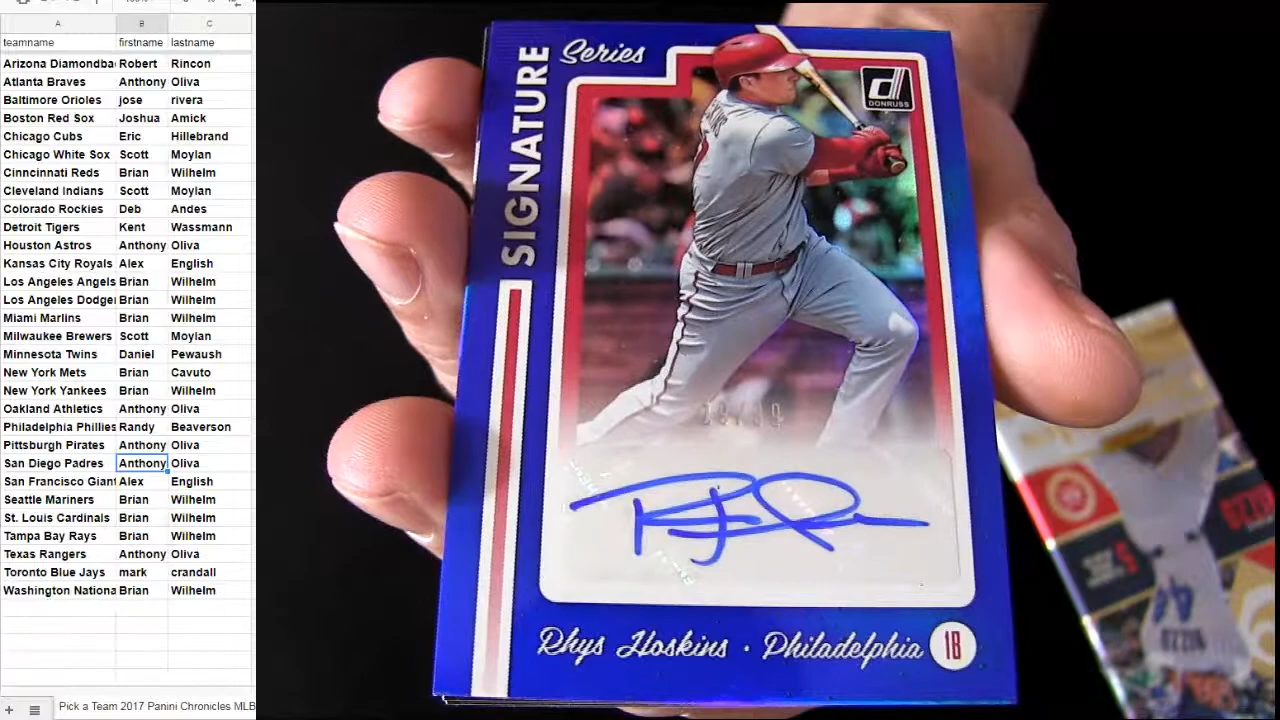 A B C
teamname firstname lastname
Arizona Diamondba Robert Rincon
Atlanta Braves Anthony Oliva
Baltimore Orioles jose rivera
Boston Red Sox Joshua Amick
Chicago Cubs Eric Hillebrand
Chicago White Sox Scott Moylan
Cinncinnati Reds Brian Wilhelm
Cleveland Indians Scott Moylan
Colorado Rockies Deb Andes
Detroit Tigers Kent Wassmann
Houston Astros Anthony Oliva
Kansas City Royals Alex English
Los Angeles Angels Brian Wilhelm
Los Angeles Dodge Brian Wilhelm
Miami Marlins Brian Wilhelm
Milwaukee Brewers Scott Moylan
Minnesota Twins Daniel Pewaush
New York Mets Brian Cavuto
New York Yankees Brian Wilhelm
Oakland Athletics Anthony Oliva
Philadelphia Phillies Randy Beaverson
Pittsburgh Pirates Anthony Oliva
San Diego Padres Anthony Oliva
San Francisco Giant Alex English
Seattle Mariners Brian Wilhelm
St. Louis Cardinals Brian Wilhelm
Tampa Bay Rays Brian Wilhelm
Texas Rangers Anthony Oliva
Toronto Blue Jays mark crandall
Washington Nationa Brian Wilhelm
Pick a Team 2017 Panini Chronicles MLB
SIGNATURE
Series
DONRUSS
Rhys Hoskins · Philadelphia 1B